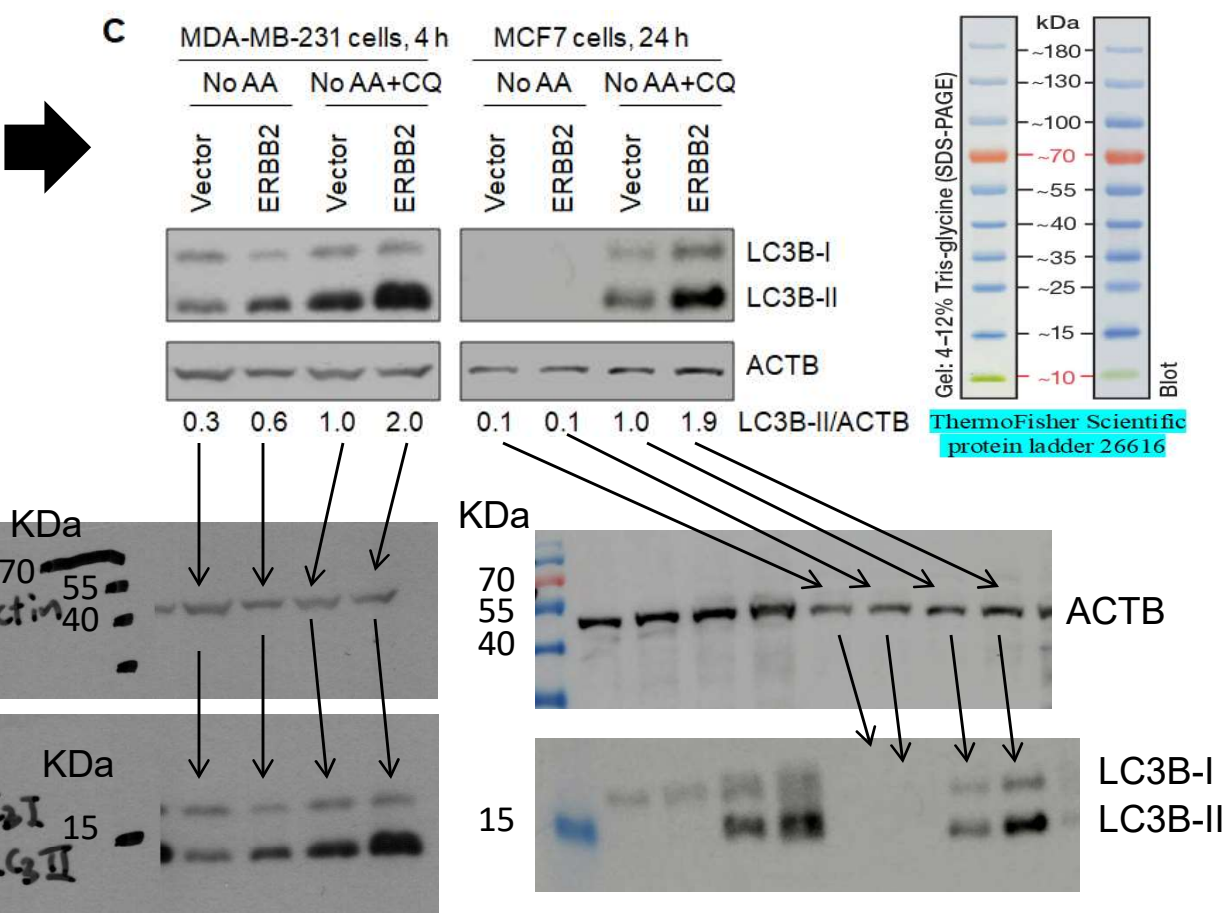 C
MDA-MB-231 cells, 4 h
MCF7 cells, 24 h
No AA
No AA+CQ
No AA
No AA+CQ
Vector
ERBB2
Vector
ERBB2
Vector
ERBB2
Vector
ERBB2
LC3B-I
LC3B-II
ACTB
0.3 0.6 1.0 2.0 0.1 0.1 1.0 1.9 LC3B-II/ACTB
Gel: 4–12% Tris-glycine (SDS-PAGE)
kDa
~180
~130
~100
~70
~55
~40
~35
~25
~15
~10
Blot
ThermoFisher Scientific
protein ladder 26616
KDa
70
55
40
KDa
70
55
40
ACTB
KDa
15
15
LC3B-I
LC3B-II